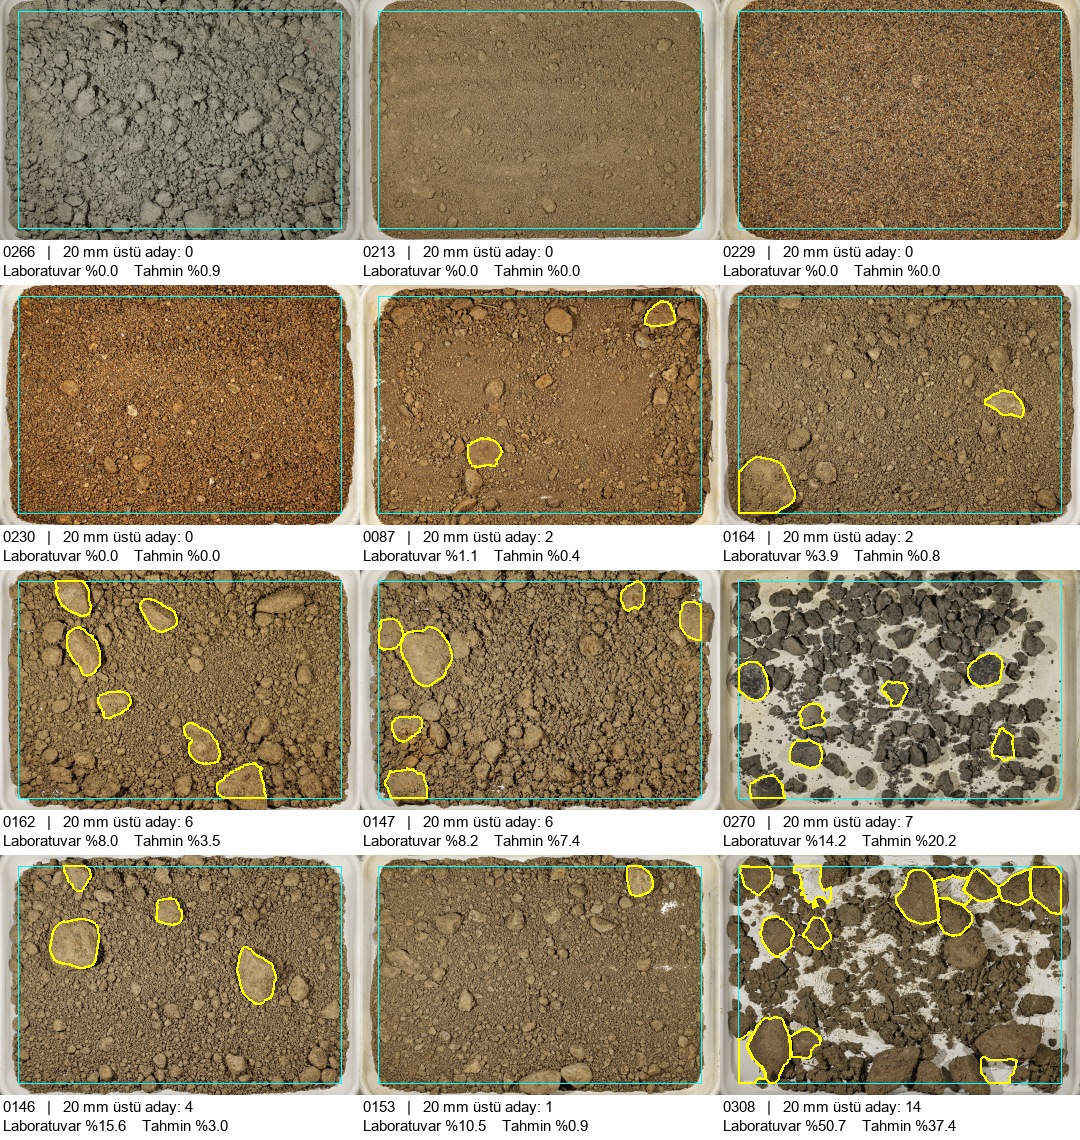 0266 | 20 mm üstü aday: 0
Laboratuvar %0.0 Tahmin %0.9
0213 | 20 mm üstü aday: 0
Laboratuvar %0.0 Tahmin %0.0
0229 | 20 mm üstü aday: 0
Laboratuvar %0.0 Tahmin %0.0
0230 | 20 mm üstü aday: 0
Laboratuvar %0.0 Tahmin %0.0
0087 | 20 mm üstü aday: 2
Laboratuvar %1.1 Tahmin %0.4
0164 | 20 mm üstü aday: 2
Laboratuvar %3.9 Tahmin %0.8
0162 | 20 mm üstü aday: 6
Laboratuvar %8.0 Tahmin %3.5
0147 | 20 mm üstü aday: 6
Laboratuvar %8.2 Tahmin %7.4
0270 | 20 mm üstü aday: 7
Laboratuvar %14.2 Tahmin %20.2
0146 | 20 mm üstü aday: 4
Laboratuvar %15.6 Tahmin %3.0
0153 | 20 mm üstü aday: 1
Laboratuvar %10.5 Tahmin %0.9
0308 | 20 mm üstü aday: 14
Laboratuvar %50.7 Tahmin %37.4